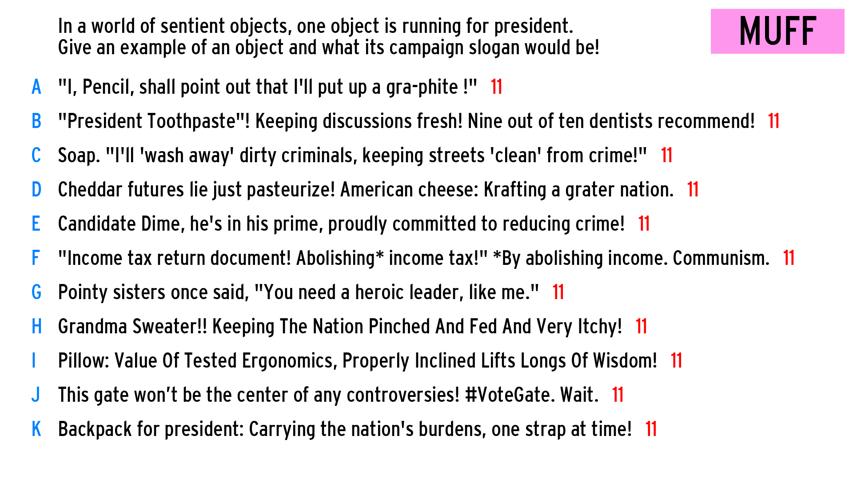 In a world of sentient objects, one object is running for president.
Give an example of an object and what its campaign slogan would be!
MUFF
A "I, Pencil, shall point out that I'll put up a gra-phite !" 11
B "President Toothpaste"! Keeping discussions fresh! Nine out of ten dentists recommend! 11
C Soap. "I'll 'wash away' dirty criminals, keeping streets 'clean' from crime!" 11
D Cheddar futures lie just pasteurize! American cheese: Krafting a grater nation. 11
E Candidate Dime, he's in his prime, proudly committed to reducing crime! 11
F "Income tax return document! Abolishing* income tax!" *By abolishing income. Communism. 11
G Pointy sisters once said, "You need a heroic leader, like me." 11
H Grandma Sweater!! Keeping The Nation Pinched And Fed And Very Itchy! 11
I Pillow: Value Of Tested Ergonomics, Properly Inclined Lifts Longs Of Wisdom! 11
J This gate won't be the center of any controversies! #VoteGate. Wait. 11
K Backpack for president: Carrying the nation's burdens, one strap at time! 11